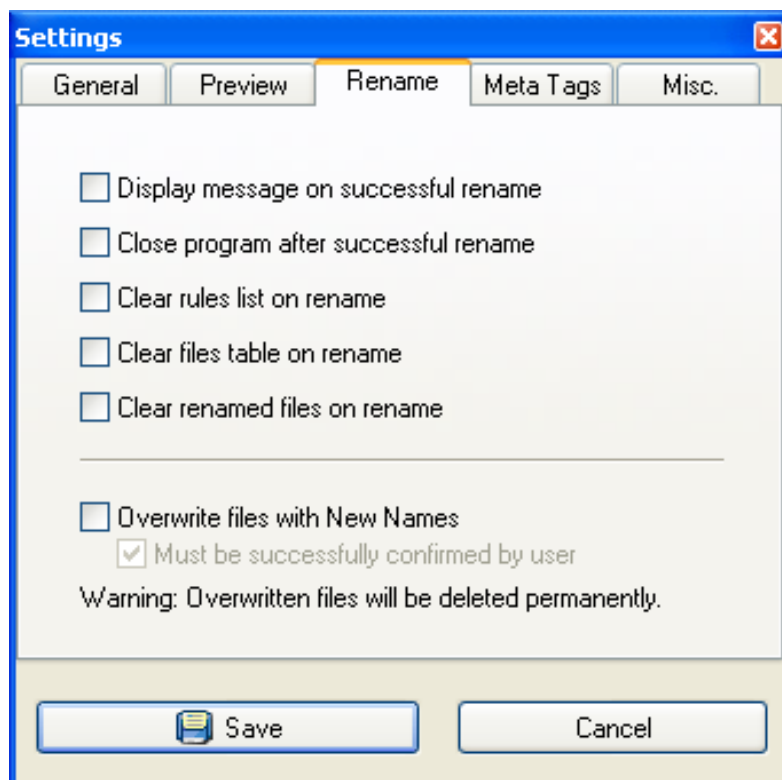 Settings
General
Preview
Rename
Meta Tags
Misc.
Display message on successful rename
Close program after successful rename
Clear rules list on rename
Clear files table on rename
Clear renamed files on rename
Overwrite files with New Names
Must be successfully confirmed by user
Warning: Overwritten files will be deleted permanently.
Save
Cancel